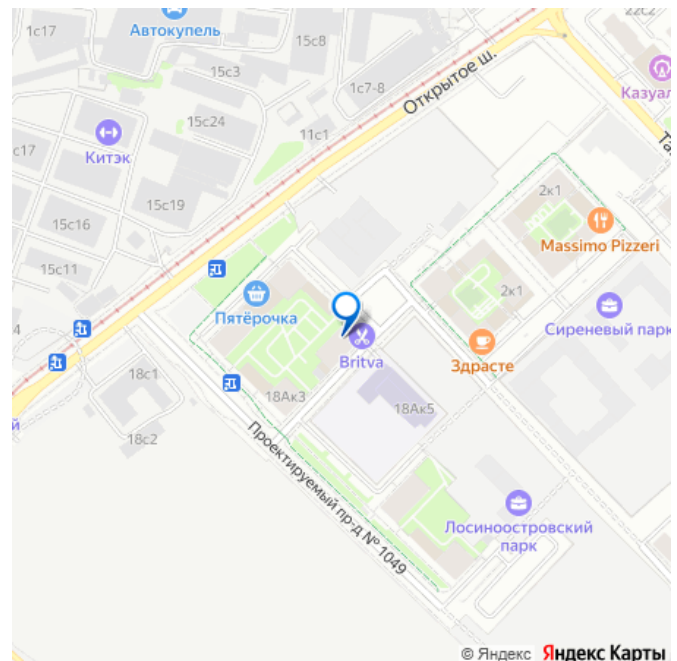 1с17
Автокупель
15с8
22с2
15с3
1с7-8
Открытое ш.
Казуал
15с24
11с1
Китэк
с17
Та
15с19
2к1
15с16
Massimo Pizzeri
15с11
2к1
Пятёрочка
Сиреневый парк
4
Britva
Здрасте
18с1
18Ак3
18Ак5
й
18с2
Проектируемый пр-д № 1049
Лосиноостровский
парк
© Яндекс Яндекс Карты